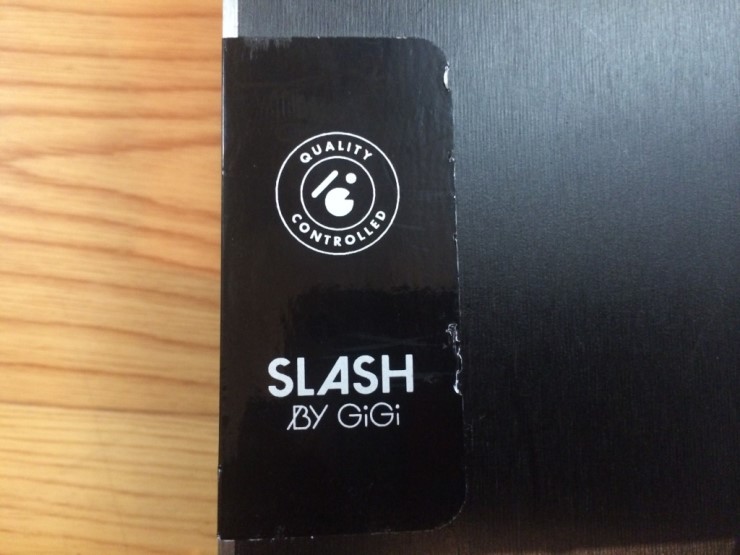 QUALITY
CONTROLLED
SLASH
BY GiGi